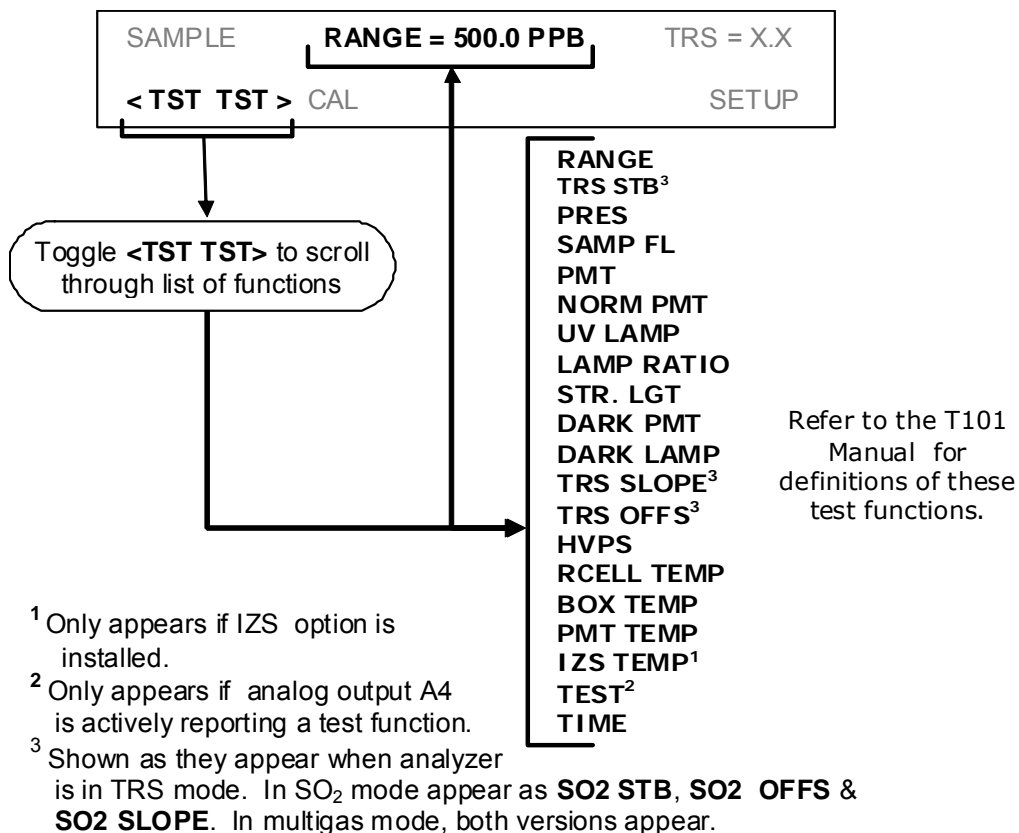 SAMPLE RANGE = 500.0 PPB TRS = X.X
< TST TST > CAL SETUP
Toggle <TST TST> to scroll
through list of functions
RANGE
TRS STB³
PRES
SAMP FL
PMT
NORM PMT
UV LAMP
LAMP RATIO
STR. LGT
DARK PMT
DARK LAMP
TRS SLOPE³
TRS OFFS³
HVPS
RCELL TEMP
BOX TEMP
PMT TEMP
IZS TEMP¹
TEST²
TIME
Refer to the T101
Manual for
definitions of these
test functions.
¹ Only appears if IZS option is
installed.
² Only appears if analog output A4
is actively reporting a test function.
³ Shown as they appear when analyzer
is in TRS mode. In SO₂ mode appear as SO2 STB, SO2 OFFS &
SO2 SLOPE. In multigas mode, both versions appear.